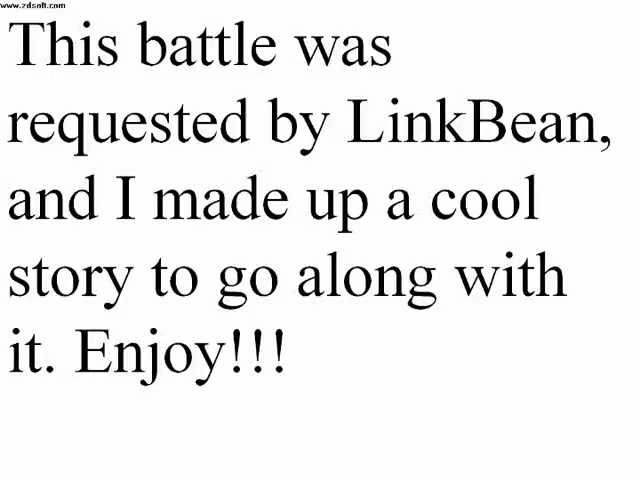 www.zdsoft.com
This battle was
requested by LinkBean,
and I made up a cool
story to go along with
it. Enjoy!!!